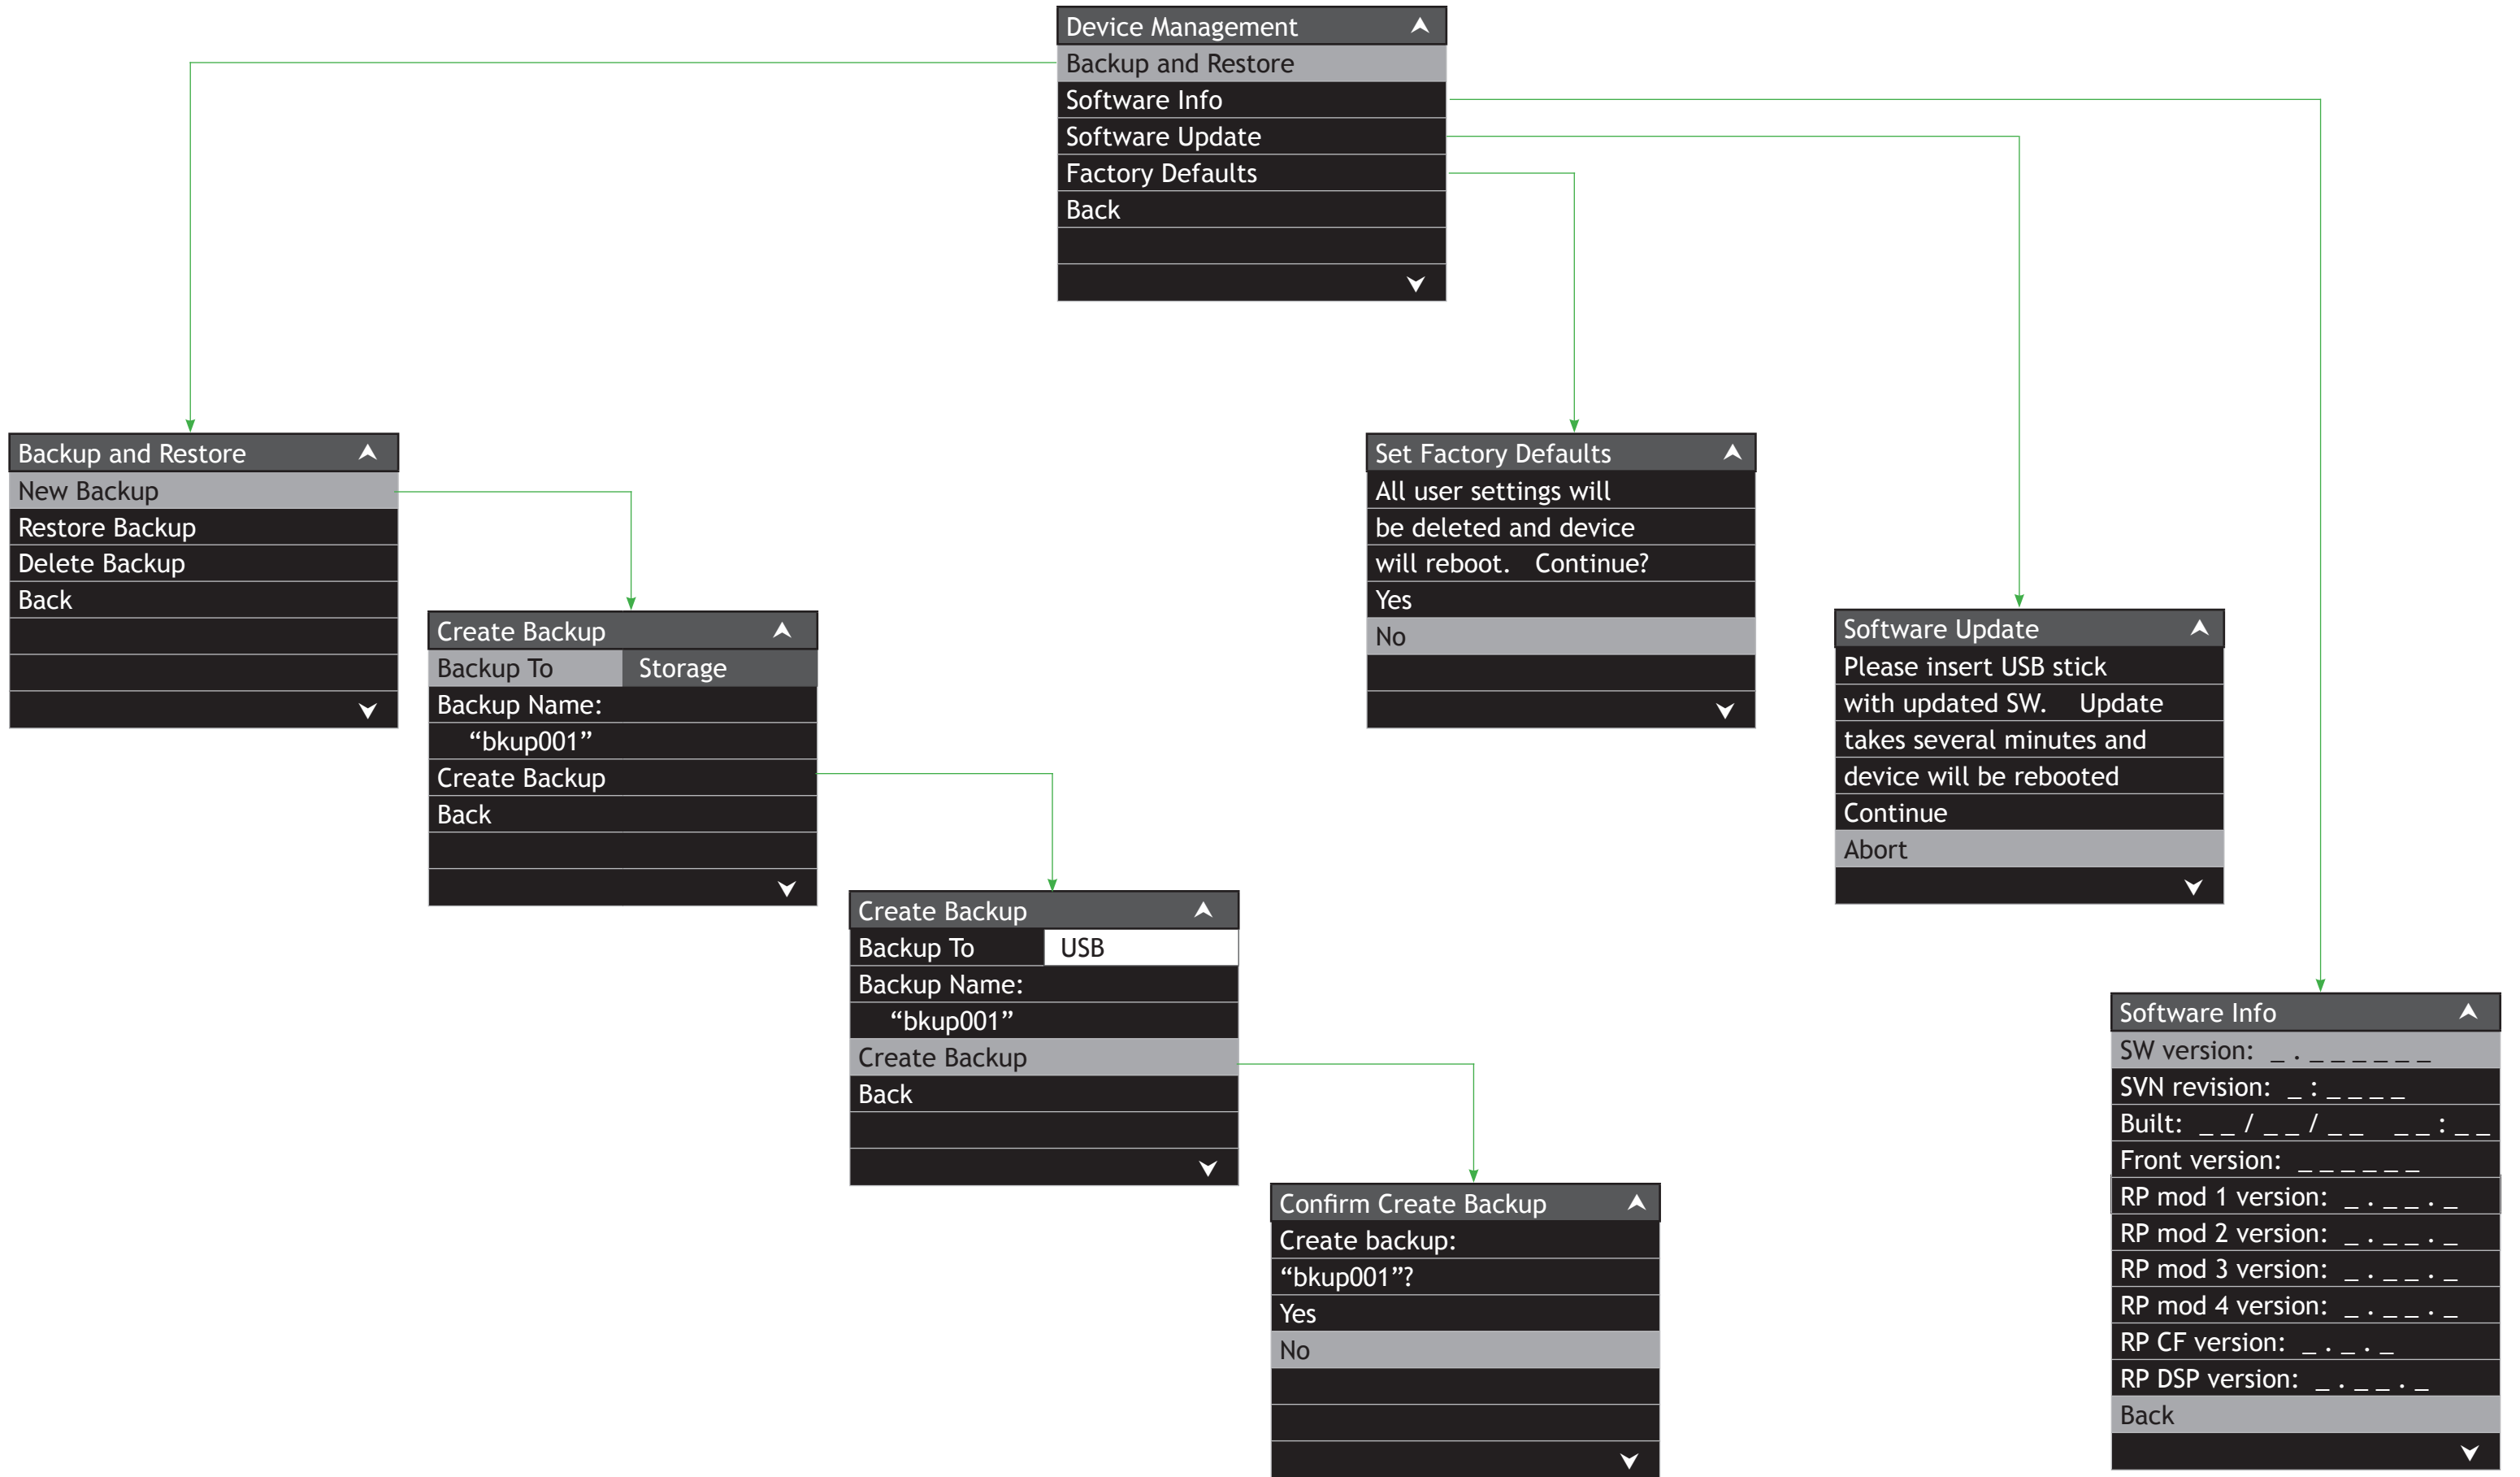 Device Management
Backup and Restore
Software Info
Software Update
Factory Defaults
Back
Backup and Restore
New Backup
Restore Backup
Delete Backup
Back
Create Backup
Backup To Storage
Backup Name:
“bkup001”
Create Backup
Back
Create Backup
Backup To USB
Backup Name:
“bkup001”
Create Backup
Back
Confirm Create Backup
Create backup:
“bkup001”?
Yes
No
Set Factory Defaults
All user settings will
be deleted and device
will reboot. Continue?
Yes
No
Software Update
Please insert USB stick
with updated SW. Update
takes several minutes and
device will be rebooted
Continue
Abort
Software Info
SW version: _ . _ _ _ _ _ _
SVN revision: _ : _ _ _ _
Built: _ _ / _ _ / _ _ _ _ : _ _
Front version: _ _ _ _ _ _
RP mod 1 version: _ . _ _ . _
RP mod 2 version: _ . _ _ . _
RP mod 3 version: _ . _ _ . _
RP mod 4 version: _ . _ _ . _
RP CF version: _ . _ . _
RP DSP version: _ . _ _ . _
Back